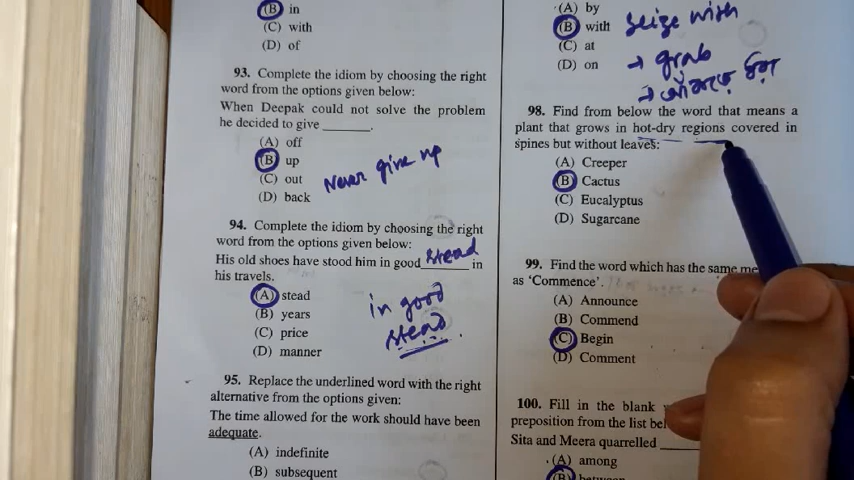 (B) in
(C) with
(D) of
93. Complete the idiom by choosing the right
word from the options given below:
When Deepak could not solve the problem
he decided to give ______.
(A) off
(B) up
(C) out
(D) back
Never give up
94. Complete the idiom by choosing the right
word from the options given below:
His old shoes have stood him in good stead in
his travels.
(A) stead
(B) years
(C) price
(D) manner
in good
stead
95. Replace the underlined word with the right
alternative from the options given:
The time allowed for the work should have been
adequate.
(A) indefinite
(B) subsequent
(A) by
(B) with
(C) at
(D) on
seize with
→ grab
98. Find from below the word that means a
plant that grows in hot-dry regions covered in
spines but without leaves:
(A) Creeper
(B) Cactus
(C) Eucalyptus
(D) Sugarcane
99. Find the word which has the same me
as 'Commence'.
(A) Announce
(B) Commend
(C) Begin
(D) Comment
100. Fill in the blank
preposition from the list bel
Sita and Meera quarrelled ____
(A) among
(B) between